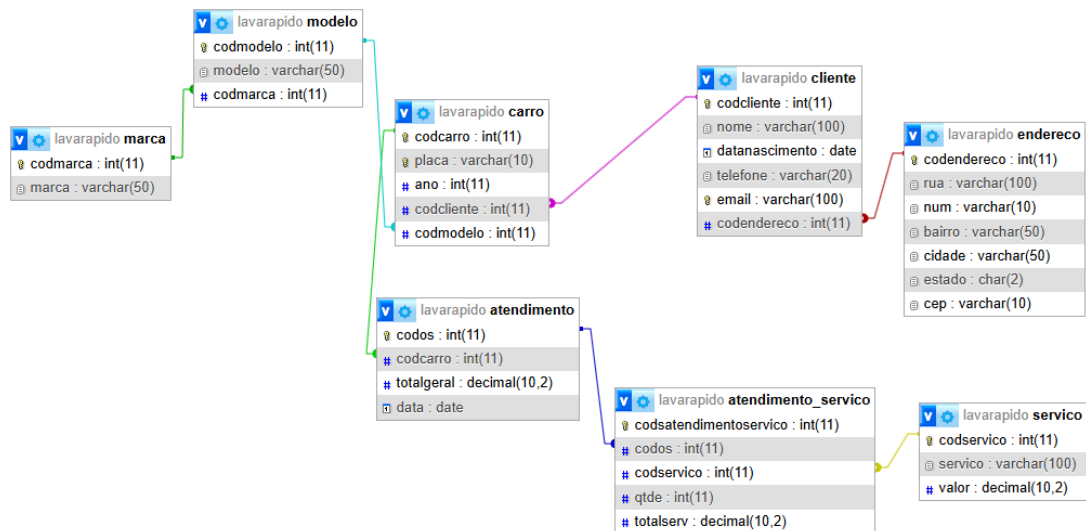 lavarapido modelo
codmodelo : int(11)
modelo : varchar(50)
codmarca : int(11)
lavarapido marca
codmarca : int(11)
marca : varchar(50)
lavarapido carro
codcarro : int(11)
placa : varchar(10)
ano : int(11)
codcliente : int(11)
codmodelo : int(11)
lavarapido cliente
codcliente : int(11)
nome : varchar(100)
datanascimento : date
telefone : varchar(20)
email : varchar(100)
codendereco : int(11)
lavarapido endereco
codendereco : int(11)
rua : varchar(100)
num : varchar(10)
bairro : varchar(50)
cidade : varchar(50)
estado : char(2)
cep : varchar(10)
lavarapido atendimento
codos : int(11)
codcarro : int(11)
totalgeral : decimal(10,2)
data : date
lavarapido atendimento_servico
codsatendimentoservico : int(11)
codos : int(11)
codservico : int(11)
qtde : int(11)
totalserv : decimal(10,2)
lavarapido servico
codservico : int(11)
servico : varchar(100)
valor : decimal(10,2)